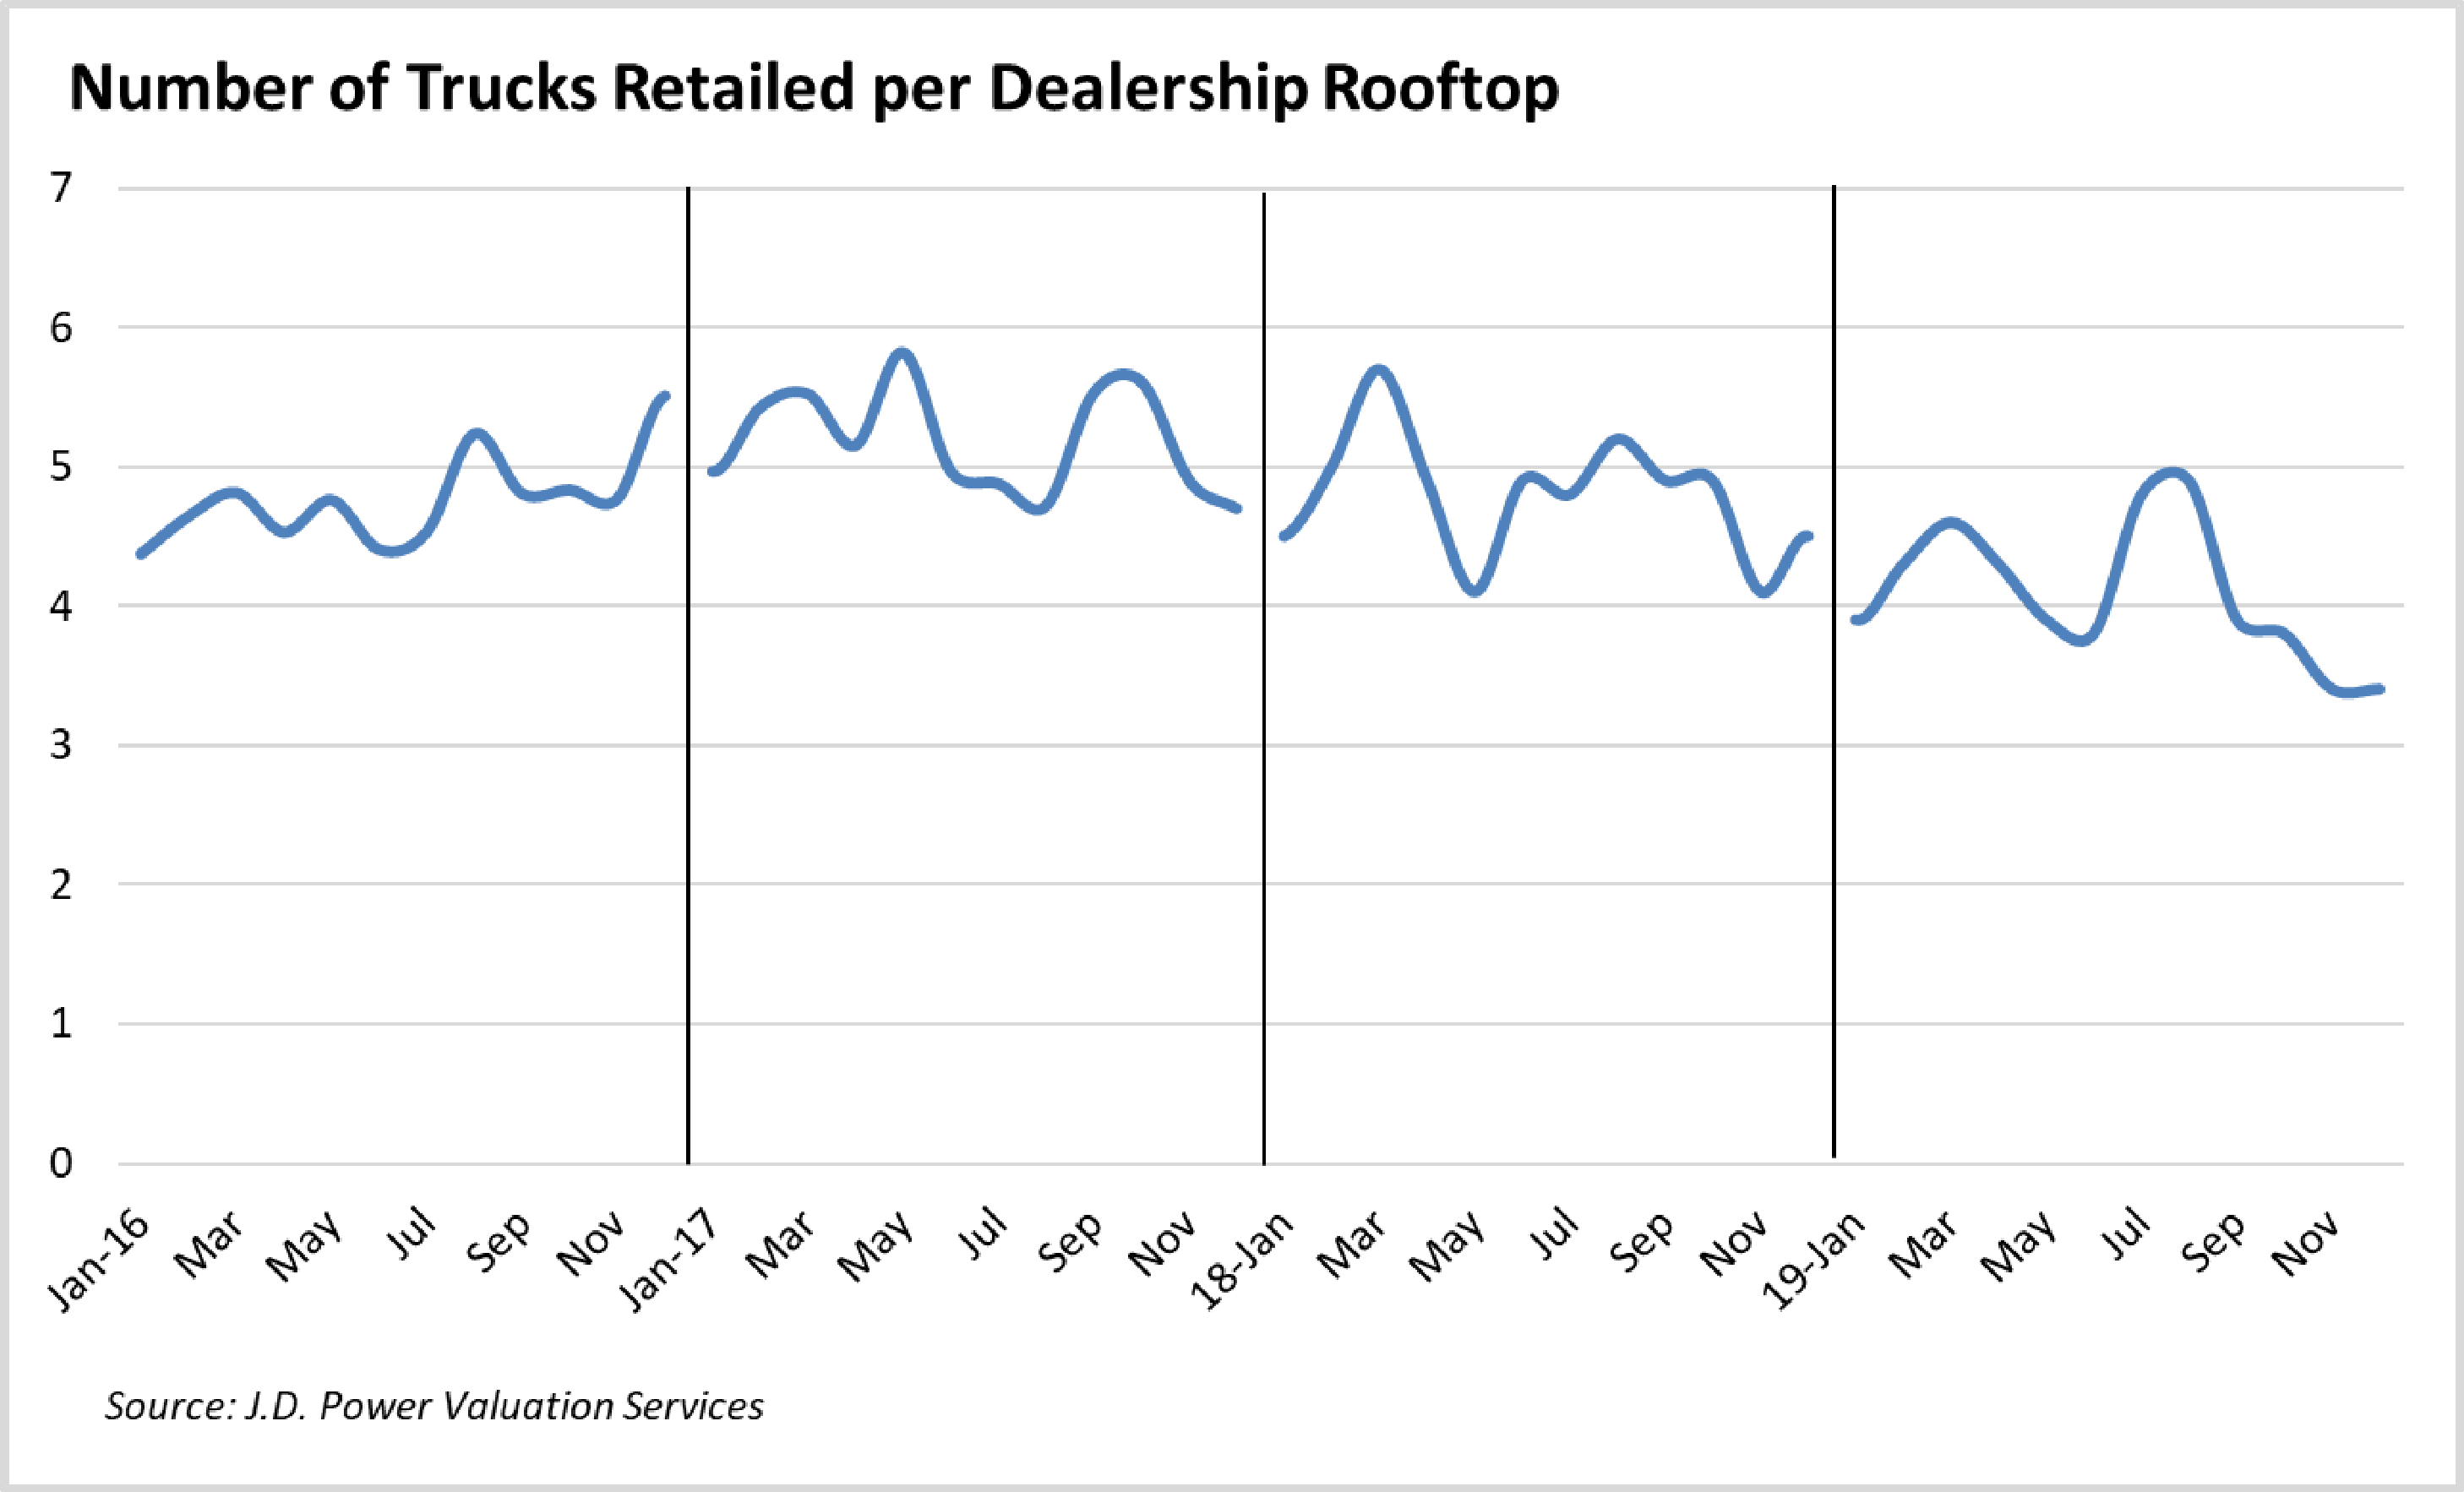 Number of Trucks Retailed per Dealership Rooftop
7
6
5
4
3
2
1
0
Jan-16 Mar May Jul Sep Nov Jan-17 Mar May Jul Sep Nov 18-Jan Mar May Jul Sep Nov 19-Jan Mar May Jul Sep Nov
Source: J.D. Power Valuation Services